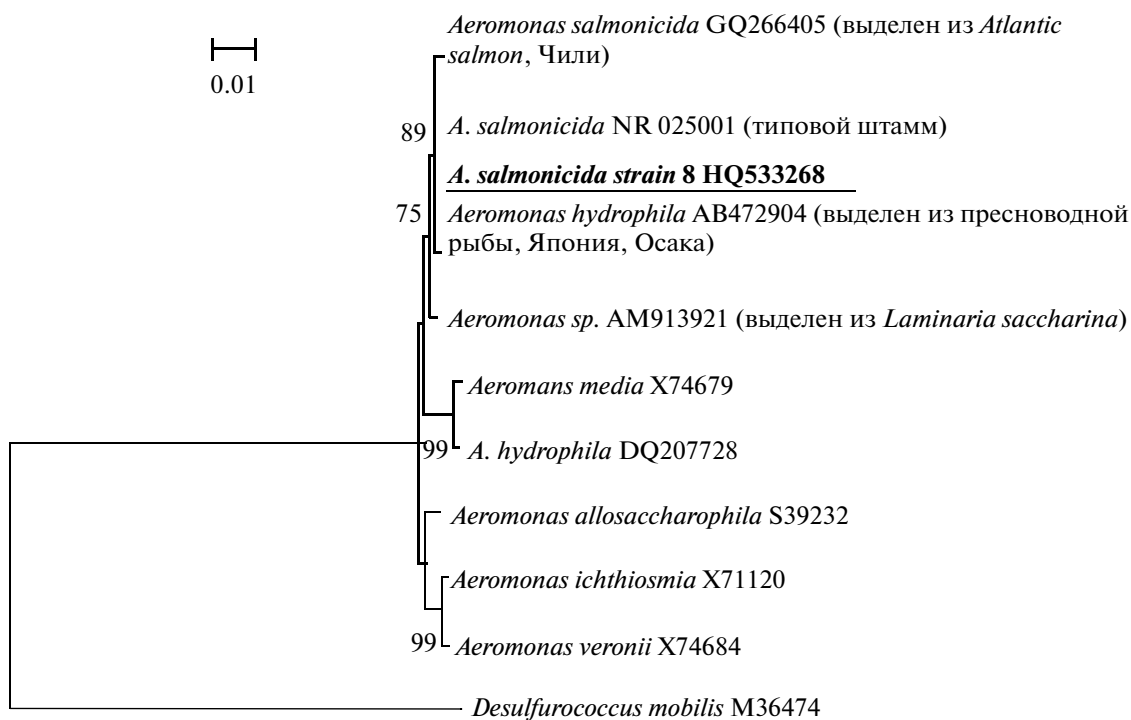 Aeromonas salmonicida GQ266405 (выделен из Atlantic
salmon, Чили)
0.01
89
A. salmonicida NR 025001 (типовой штамм)
A. salmonicida strain 8 HQ533268
75
Aeromonas hydrophila AB472904 (выделен из пресноводной
рыбы, Япония, Осака)
Aeromonas sp. AM913921 (выделен из Laminaria saccharina)
Aeromans media X74679
99
A. hydrophila DQ207728
Aeromonas allosaccharophila S39232
Aeromonas ichthiosmia X71120
99
Aeromonas veronii X74684
Desulfurococcus mobilis M36474